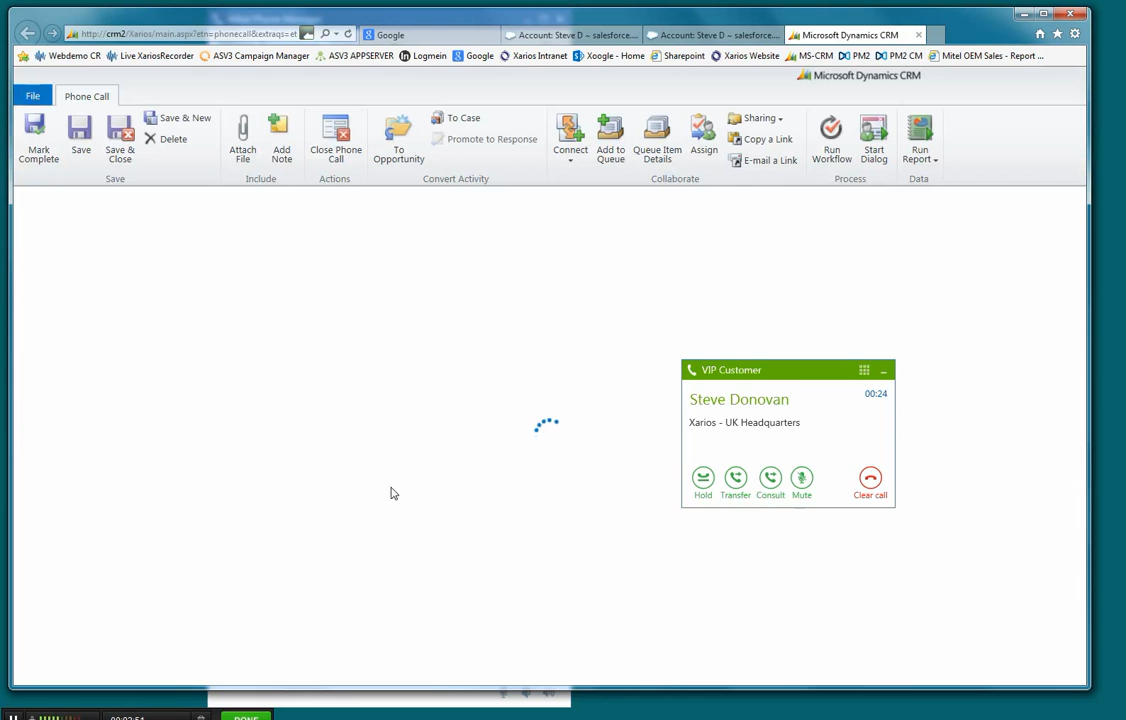 http://crm2/Xarios/main.aspx?etn=phonecall&extraqs=et
Google
Account: Steve D ~ salesforce....
Account: Steve D ~ salesforce....
Microsoft Dynamics CRM
Webdemo CR
Live XariosRecorder
ASV3 Campaign Manager
ASV3 APPSERVER
Logmein
Google
Xarios Intranet
Xoogle - Home
Sharepoint
Xarios Website
MS-CRM
PM2
PM2 CM
Mitel OEM Sales - Report ...
Microsoft Dynamics CRM
File
Phone Call
Mark Complete
Save
Save & Close
Save & New
Delete
Save
Attach File
Add Note
Include
Close Phone Call
Actions
To Opportunity
To Case
Promote to Response
Convert Activity
Connect
Add to Queue
Queue Item Details
Assign
Sharing
Copy a Link
E-mail a Link
Collaborate
Run Workflow
Start Dialog
Process
Run Report
Data
VIP Customer
Steve Donovan
00:24
Xarios - UK Headquarters
Hold
Transfer
Consult
Mute
Clear call
00:02:51
DONE